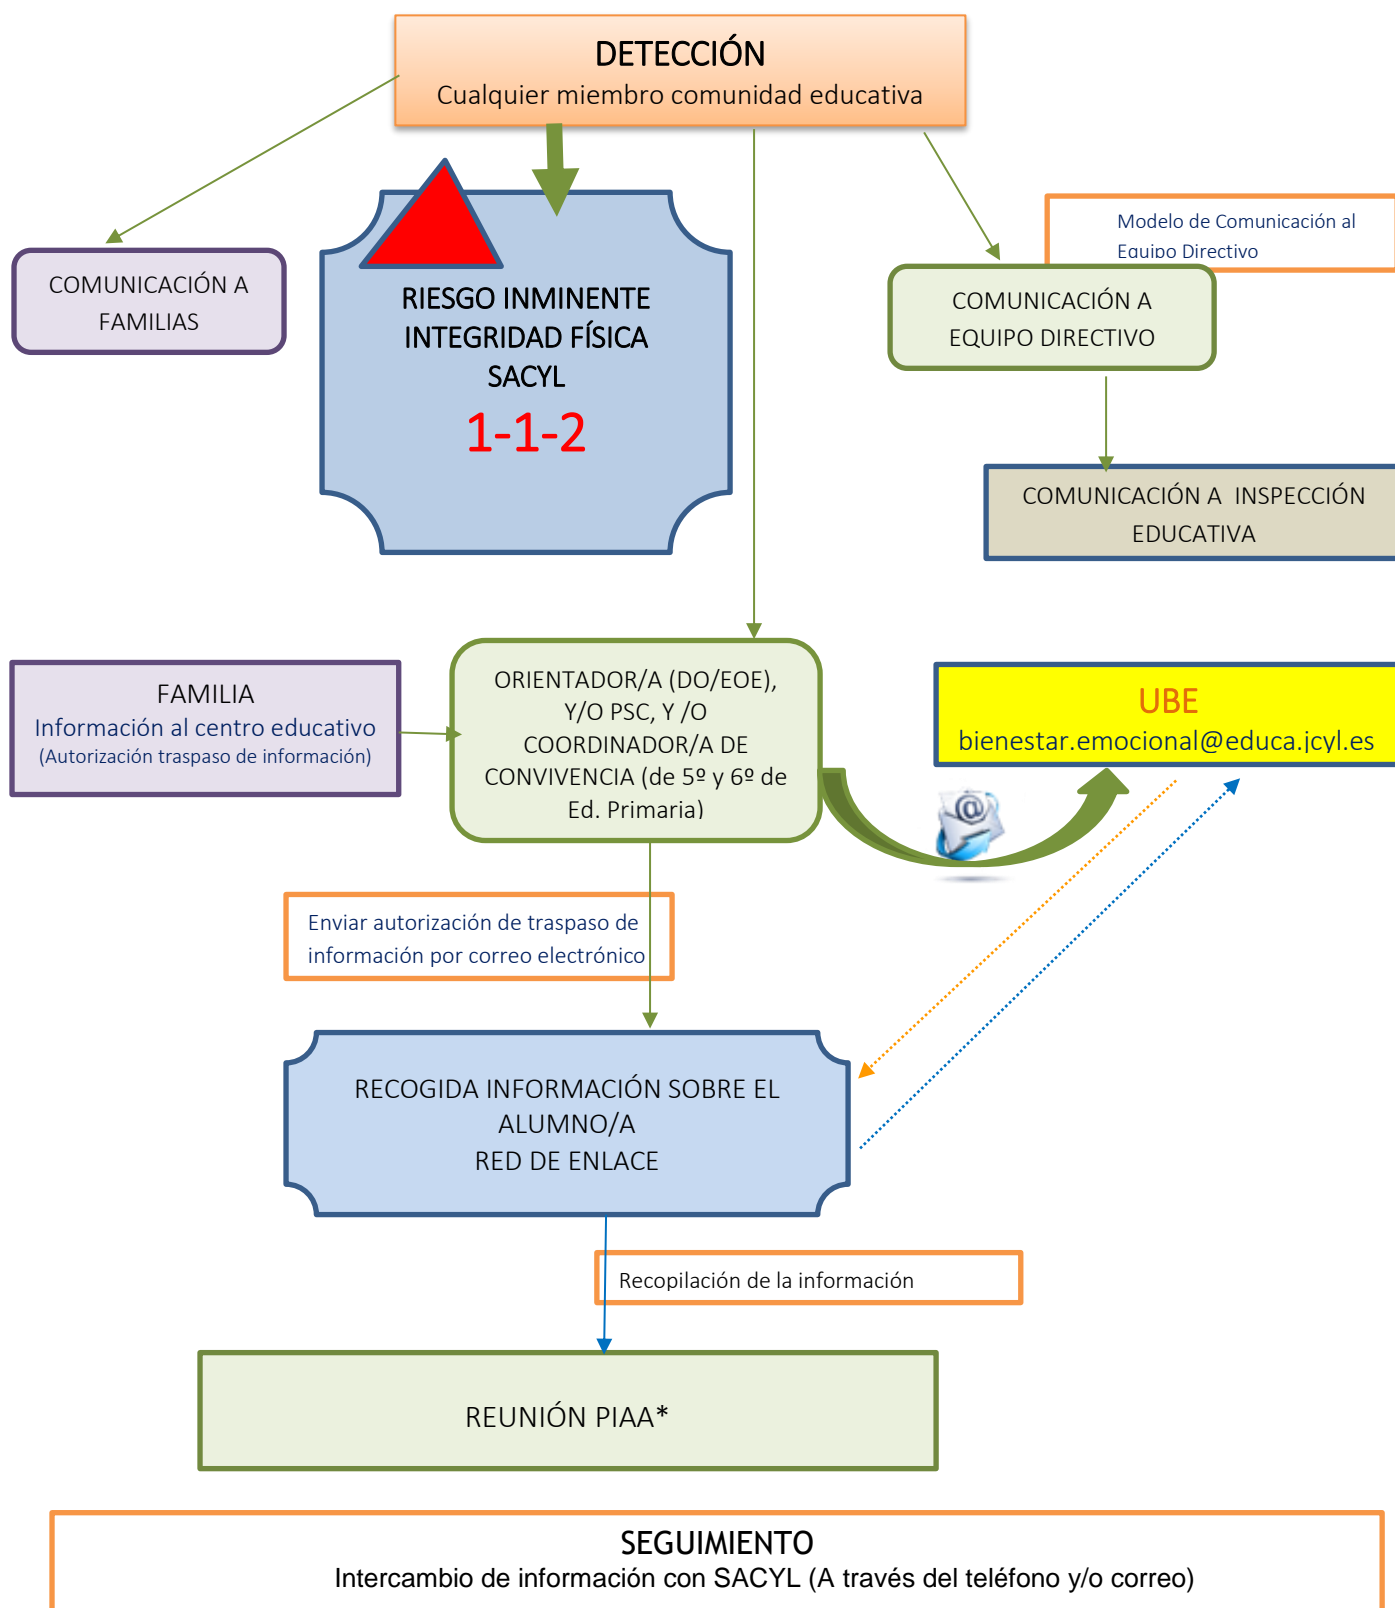 DETECCIÓN
Cualquier miembro comunidad educativa
Modelo de Comunicación al
Equipo Directivo
COMUNICACIÓN A
FAMILIAS
RIESGO INMINENTE
INTEGRIDAD FÍSICA
SACYL
1-1-2
COMUNICACIÓN A
EQUIPO DIRECTIVO
COMUNICACIÓN A INSPECCIÓN
EDUCATIVA
FAMILIA
Información al centro educativo
(Autorización traspaso de información)
ORIENTADOR/A (DO/EOE),
Y/O PSC, Y /O
COORDINADOR/A DE
CONVIVENCIA (de 5º y 6º de
Ed. Primaria)
UBE
bienestar.emocional@educa.jcyl.es
@
Enviar autorización de traspaso de
información por correo electrónico
RECOGIDA INFORMACIÓN SOBRE EL
ALUMNO/A
RED DE ENLACE
Recopilación de la información
REUNIÓN PIAA*
SEGUIMIENTO
Intercambio de información con SACYL (A través del teléfono y/o correo)